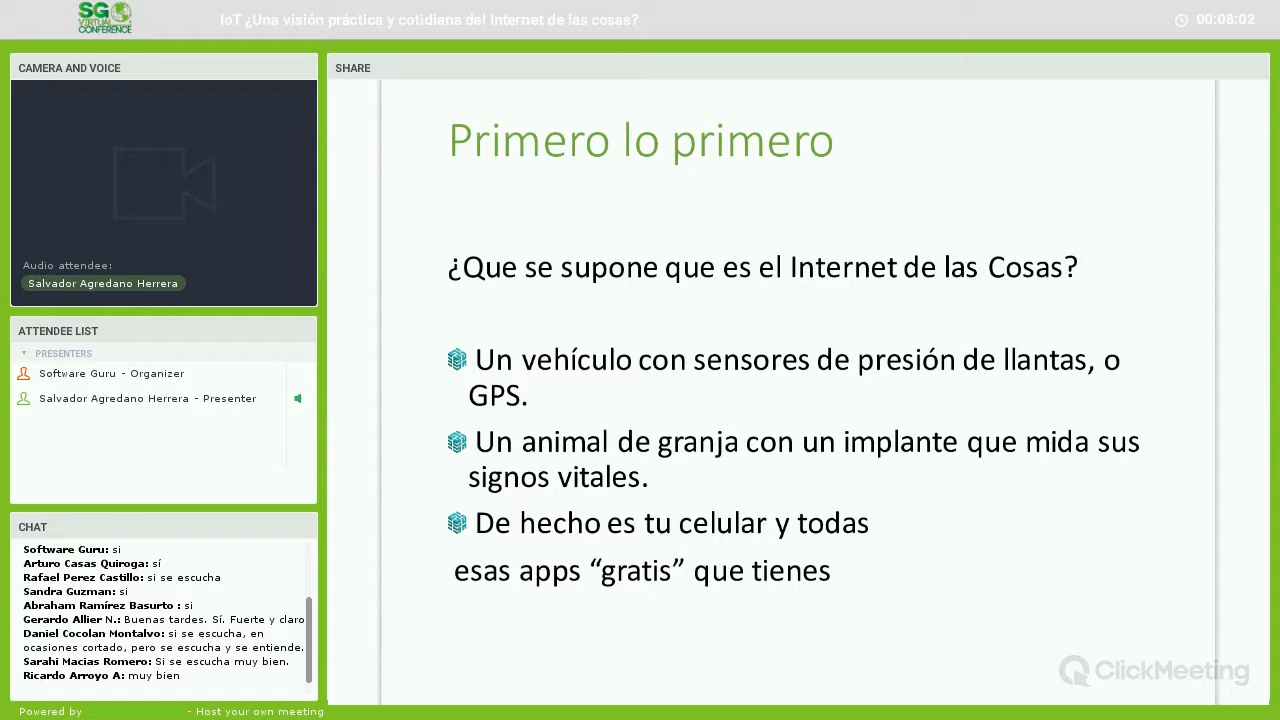 SG
VIRTUAL
CONFERENCE
IoT ¿Una visión práctica y cotidiana del Internet de las cosas?
00:08:02
CAMERA AND VOICE
Audio attendee:
Salvador Agredano Herrera
ATTENDEE LIST
PRESENTERS
Software Guru - Organizer
Salvador Agredano Herrera - Presenter
CHAT
Software Guru: si
Arturo Casas Quiroga: sí
Rafael Perez Castillo: si se escucha
Sandra Guzman: si
Abraham Ramírez Basurto : si
Gerardo Allier N.: Buenas tardes. Sí. Fuerte y claro
Daniel Cocolan Montalvo: si se escucha, en
ocasiones cortado, pero se escucha y se entiende.
Sarahi Macias Romero: Si se escucha muy bien.
Ricardo Arroyo A: muy bien
Powered by - Host your own meeting
SHARE
Primero lo primero
¿Que se supone que es el Internet de las Cosas?
Un vehículo con sensores de presión de llantas, o
GPS.
Un animal de granja con un implante que mida sus
signos vitales.
De hecho es tu celular y todas
esas apps “gratis” que tienes
ClickMeeting